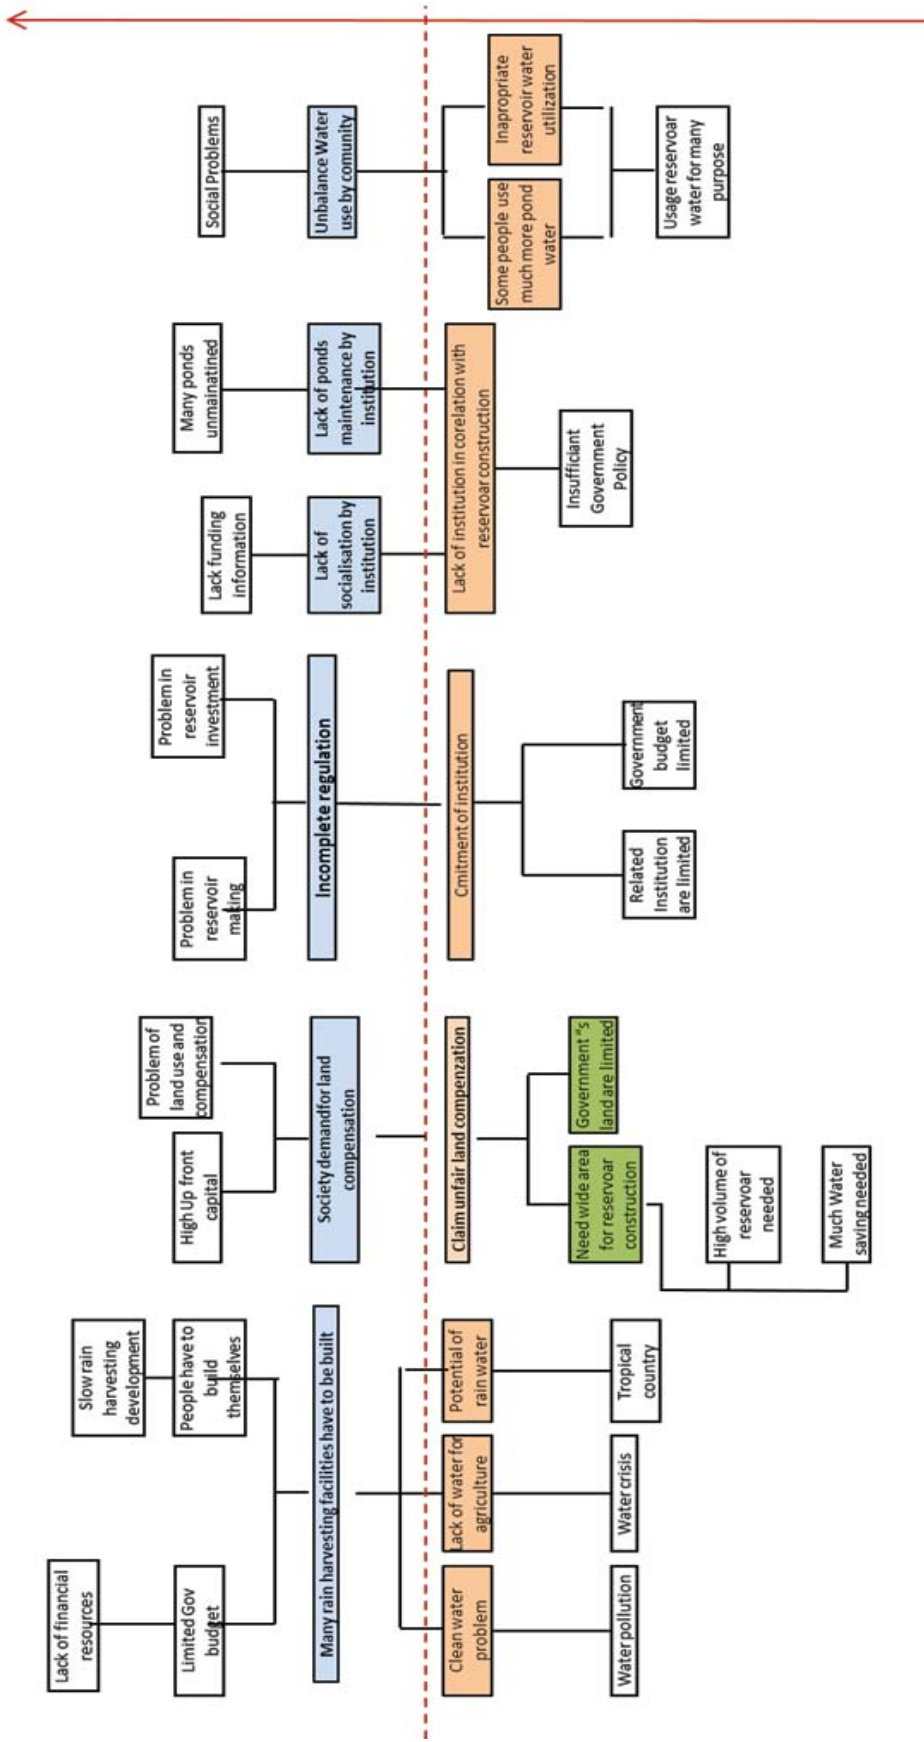 Lack of financial
resources
Slow rain
harvesting
development
Limited Gov
budget
People have to
build
themselves
Many rain harvesting facilities have to be built
Clean water
problem
Lack of water for
agriculture
Potential of
rain water
Water pollution
Water crisis
Tropical
country
High Up front
capital
Problem of
land use and
compensation
Society demandfor land
compensation
Claim unfair land compenzation
Need wide area
for reservoar
construction
Government "s
land are limited
High volume of
reservoar
needed
Much Water
saving needed
Problem in
reservoir
making
Problem in
reservoir
investment
Incomplete regulation
Cmitment of institution
Related
Institution
are limited
Government
budget
limited
Lack funding
information
Many ponds
unmainatined
Lack of
socialisation by
institution
Lack of ponds
maintenance by
institution
Lack of institution in corelation with
reservoar construction
Insufficiant
Government
Policy
Social Problems
Unbalance Water
use by comunity
Some people use
much more pond
water
Inapropriate
reservoir water
utilization
Usage reservoar
water for many
purpose